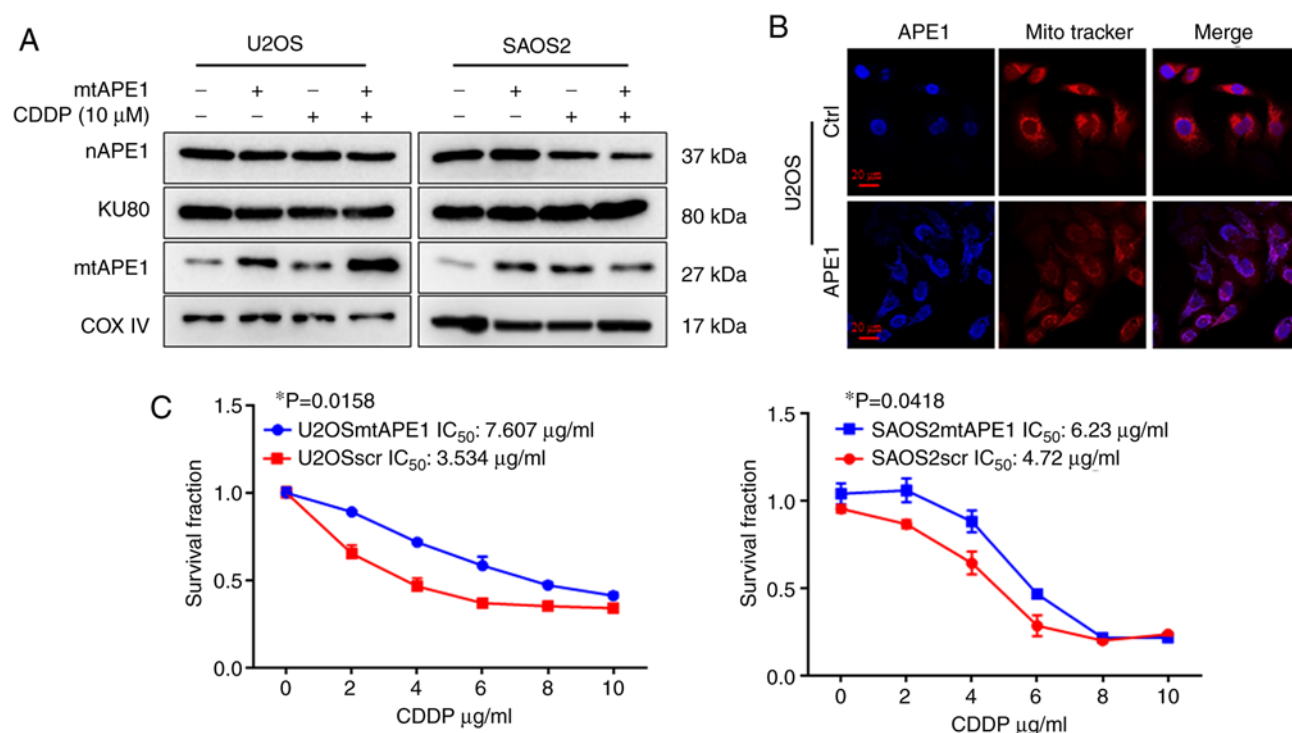 A
U2OS SAOS2
mtAPE1 – + – + – + – +
CDDP (10 μM) – – + + – – + +
nAPE1 37 kDa
KU80 80 kDa
mtAPE1 27 kDa
COX IV 17 kDa
B
APE1 Mito tracker Merge
U2OS
Ctrl
20 μm
APE1
20 μm
C
*P=0.0158
U2OSmtAPE1 IC50: 7.607 μg/ml
U2OSscr IC50: 3.534 μg/ml
Survival fraction
1.5
1.0
0.5
0.0
0 2 4 6 8 10
CDDP μg/ml
*P=0.0418
SAOS2mtAPE1 IC50: 6.23 μg/ml
SAOS2scr IC50: 4.72 μg/ml
Survival fraction
1.5
1.0
0.5
0.0
0 2 4 6 8 10
CDDP μg/ml